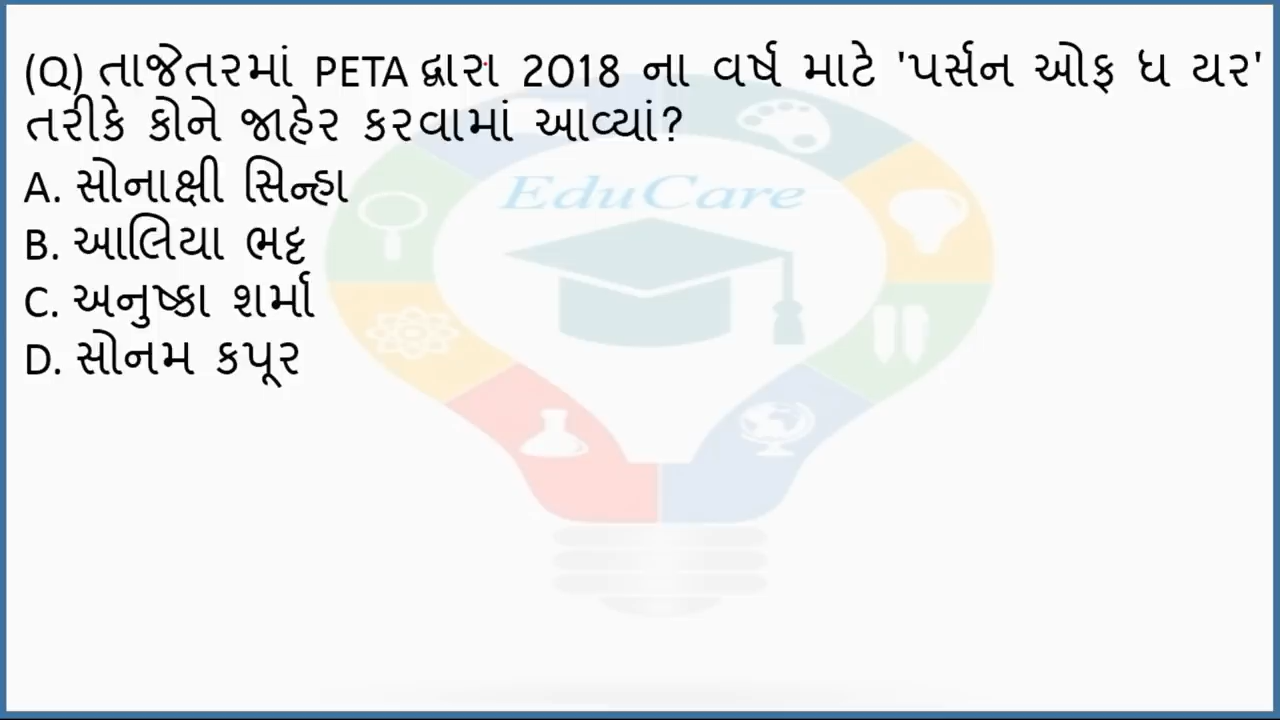 (Q) તાજેતરમાં PETA દ્વારા 2018 ના વર્ષ માટે 'પર્સન ઓફ ધ યર'
તરીકે કોને જાહેર કરવામાં આવ્યાં?
A. સોનાક્ષી સિન્હા
B. આલિયા ભટ્ટ
C. અનુષ્કા શર્મા
D. સોનમ કપૂર
EduCare